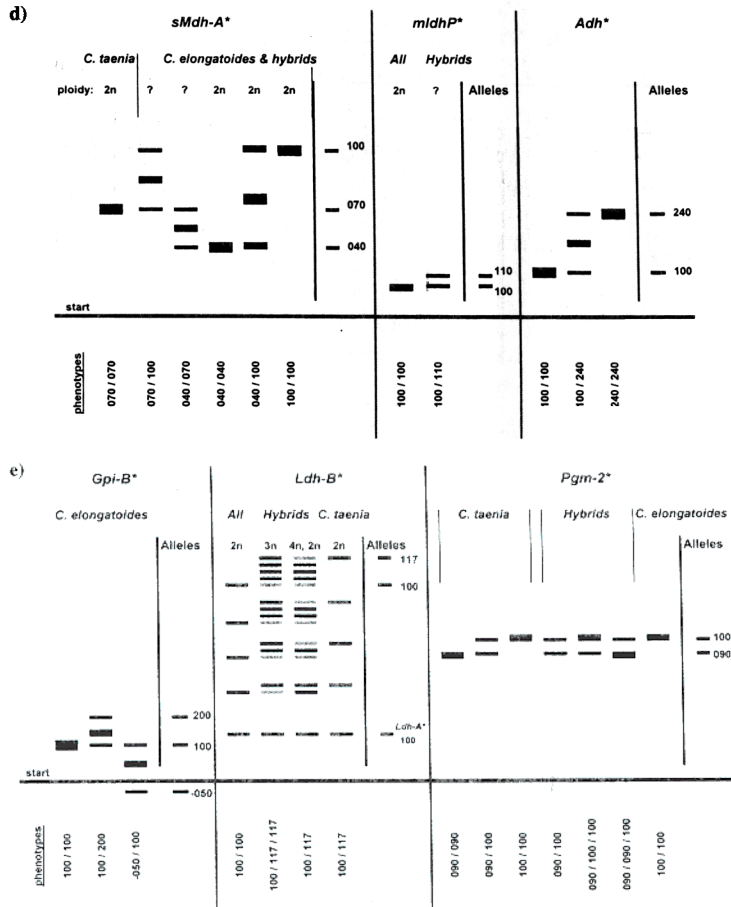 d)
sMdh-A* mIdhP* Adh*
C. taenia C. elongatoides & hybrids All Hybrids
ploidy: 2n ? ? 2n 2n 2n 2n ? Alleles Alleles
100
070 240
040
110 100
100
start
phenotypes
070 / 070
070 / 100
040 / 070
040 / 040
040 / 100
100 / 100
100 / 100
100 / 110
100 / 100
100 / 240
240 / 240
e)
Gpi-B* Ldh-B* Pgm-2*
C. elongatoides All Hybrids C. taenia C. taenia Hybrids C. elongatoides
Alleles 2n 3n 4n, 2n 2n Alleles Alleles
117
100
100
090
200 Ldh-A*
100 100
start
-050
phenotypes
100 / 100
100 / 200
-050 / 100
100 / 100
100 / 117 / 117
100 / 100 / 117
100 / 117
090 / 090
090 / 100
100 / 100
090 / 100
090 / 100 / 100
090 / 090 / 100
100 / 100